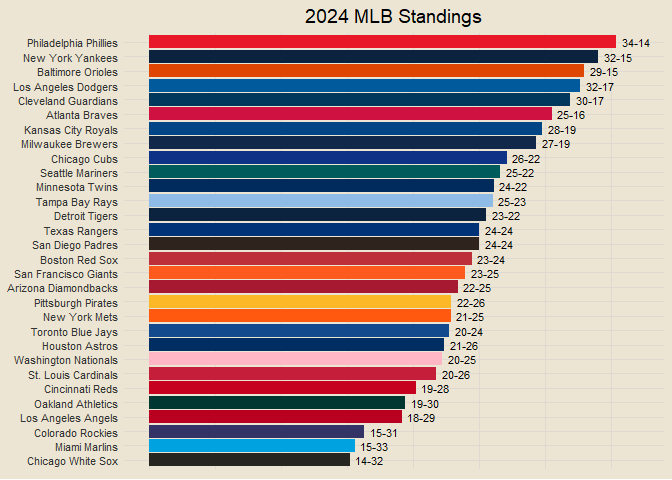 2024 MLB Standings
Philadelphia Phillies 34-14
New York Yankees 32-15
Baltimore Orioles 29-15
Los Angeles Dodgers 32-17
Cleveland Guardians 30-17
Atlanta Braves 25-16
Kansas City Royals 28-19
Milwaukee Brewers 27-19
Chicago Cubs 26-22
Seattle Mariners 25-22
Minnesota Twins 24-22
Tampa Bay Rays 25-23
Detroit Tigers 23-22
Texas Rangers 24-24
San Diego Padres 24-24
Boston Red Sox 23-24
San Francisco Giants 23-25
Arizona Diamondbacks 22-25
Pittsburgh Pirates 22-26
New York Mets 21-25
Toronto Blue Jays 20-24
Houston Astros 21-26
Washington Nationals 20-25
St. Louis Cardinals 20-26
Cincinnati Reds 19-28
Oakland Athletics 19-30
Los Angeles Angels 18-29
Colorado Rockies 15-31
Miami Marlins 15-33
Chicago White Sox 14-32